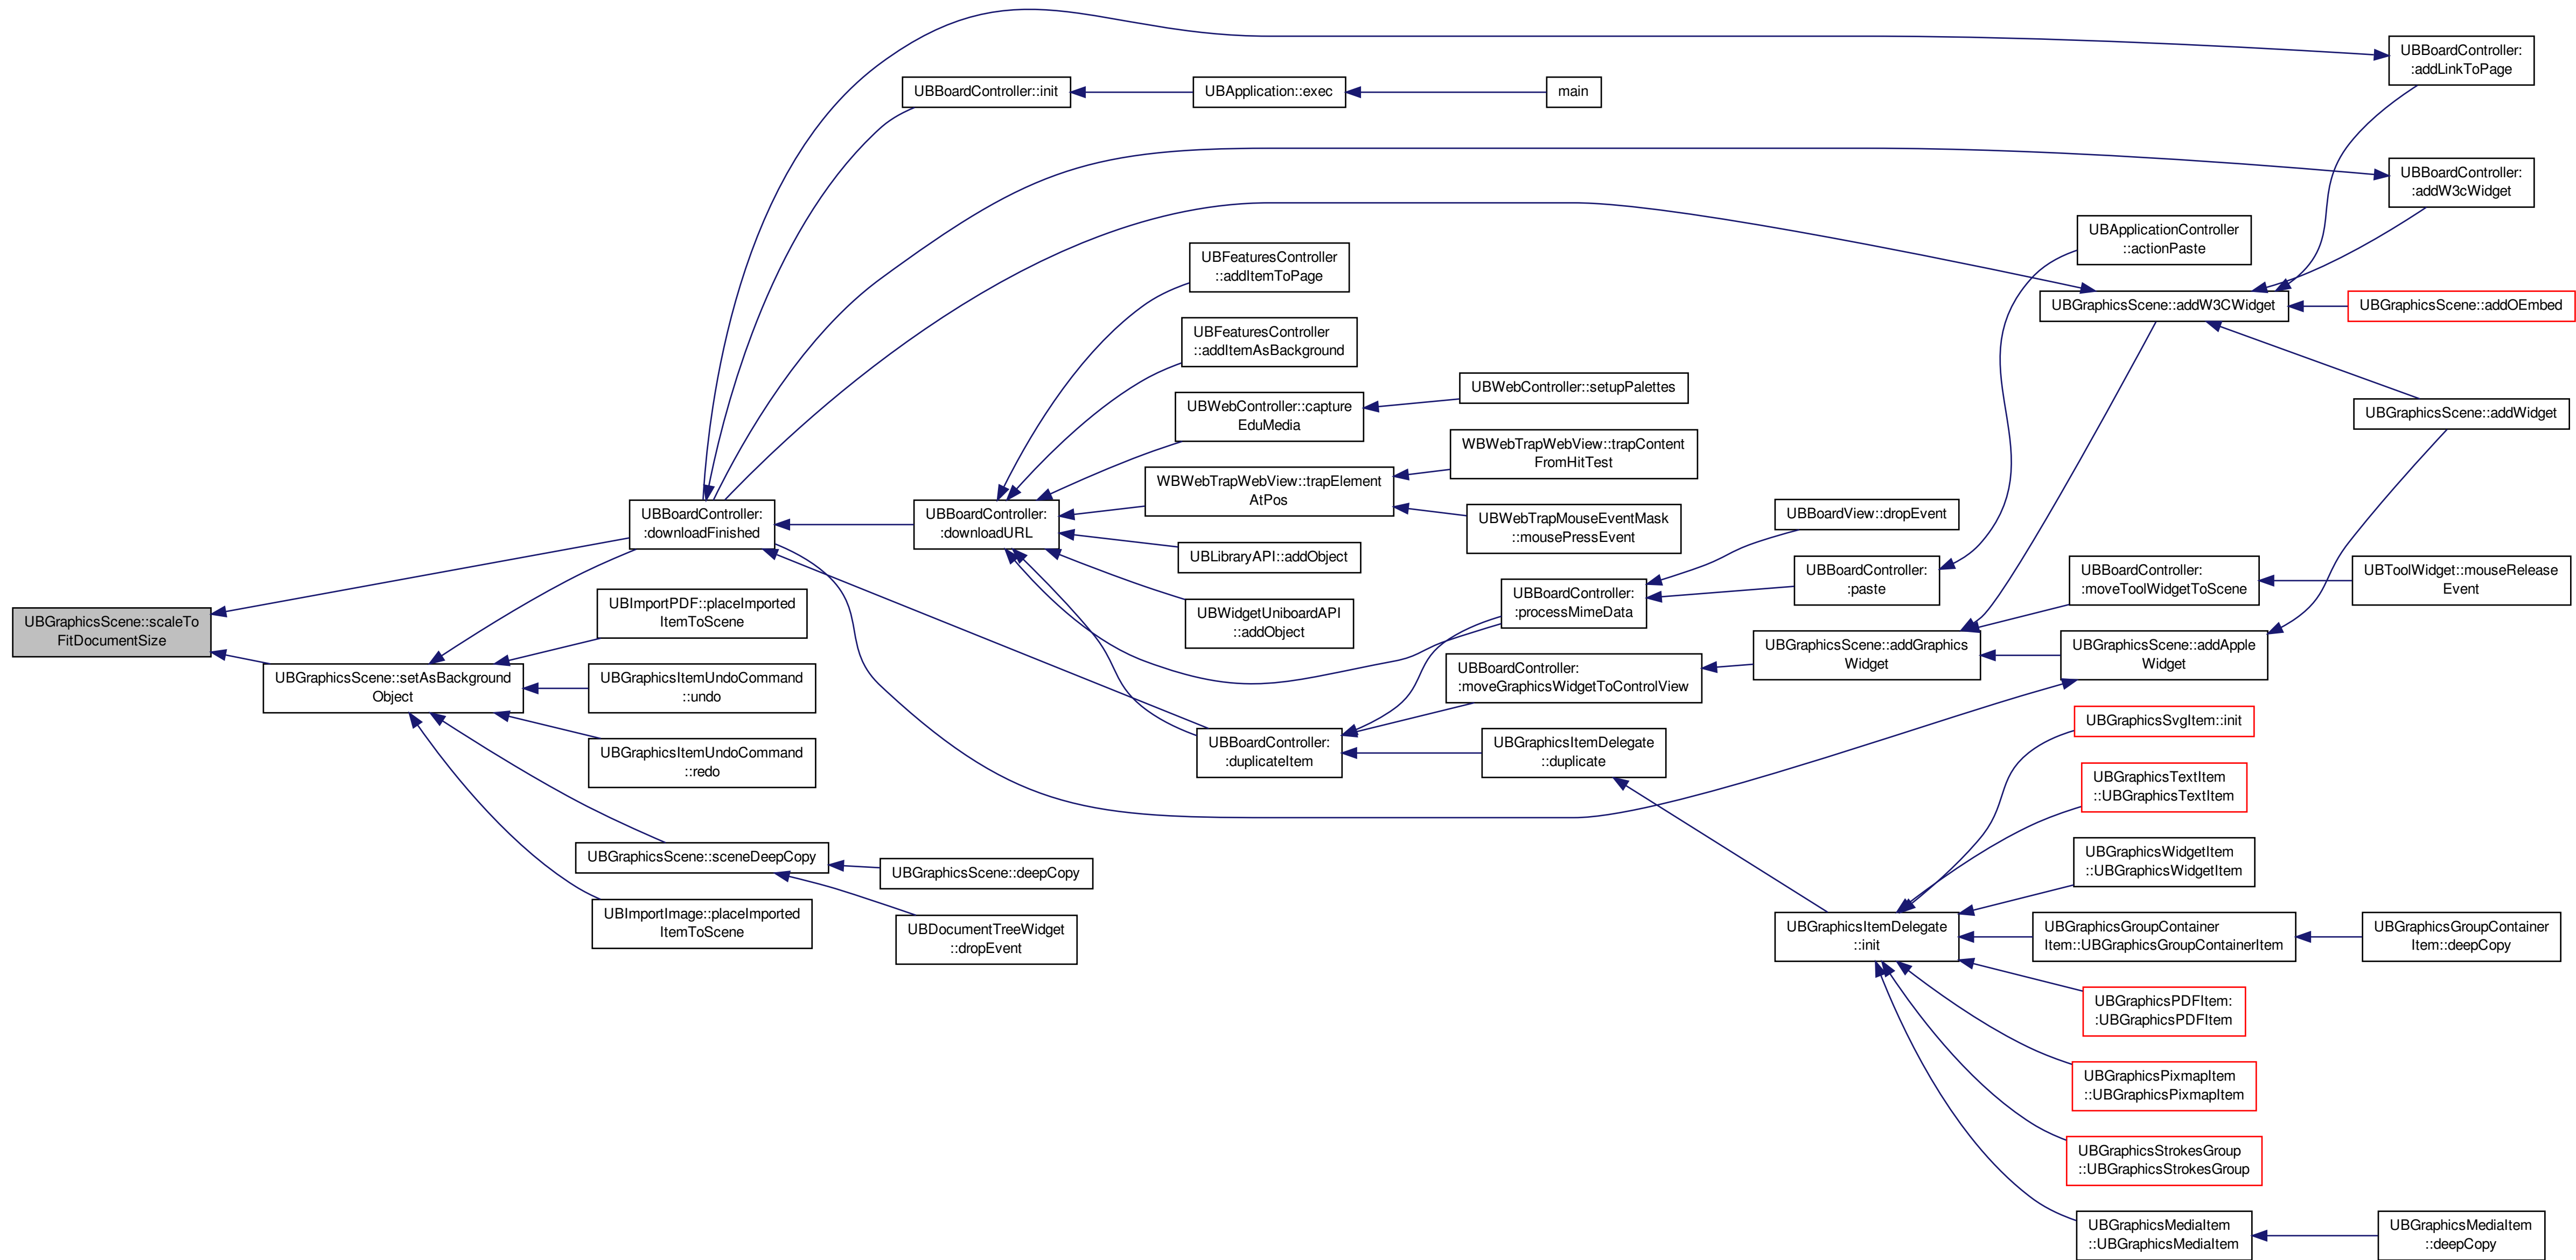 UBGraphicsScene::scaleTo
FitDocumentSize
UBGraphicsScene::setAsBackground
Object
UBBoardController:
:downloadFinished
UBImportPDF::placeImported
ItemToScene
UBGraphicsItemUndoCommand
::undo
UBGraphicsItemUndoCommand
::redo
UBGraphicsScene::sceneDeepCopy
UBImportImage::placeImported
ItemToScene
UBGraphicsScene::deepCopy
UBDocumentTreeWidget
::dropEvent
UBBoardController::init
UBApplication::exec
main
UBBoardController:
:downloadURL
UBFeaturesController
::addItemToPage
UBFeaturesController
::addItemAsBackground
UBWebController::capture
EduMedia
UBWebController::setupPalettes
WBWebTrapWebView::trapElement
AtPos
WBWebTrapWebView::trapContent
FromHitTest
UBWebTrapMouseEventMask
::mousePressEvent
UBLibraryAPI::addObject
UBWidgetUniboardAPI
::addObject
UBBoardController:
:duplicateItem
UBBoardController:
:processMimeData
UBBoardController:
:moveGraphicsWidgetToControlView
UBGraphicsItemDelegate
::duplicate
UBBoardView::dropEvent
UBBoardController:
:paste
UBGraphicsScene::addGraphics
Widget
UBGraphicsItemDelegate
::init
UBBoardController:
:addLinkToPage
UBBoardController:
:addW3cWidget
UBApplicationController
::actionPaste
UBGraphicsScene::addW3CWidget
UBGraphicsScene::addOEmbed
UBGraphicsScene::addWidget
UBBoardController:
:moveToolWidgetToScene
UBToolWidget::mouseRelease
Event
UBGraphicsScene::addApple
Widget
UBGraphicsSvgItem::init
UBGraphicsTextItem
::UBGraphicsTextItem
UBGraphicsWidgetItem
::UBGraphicsWidgetItem
UBGraphicsGroupContainer
Item::UBGraphicsGroupContainerItem
UBGraphicsGroupContainer
Item::deepCopy
UBGraphicsPDFItem:
:UBGraphicsPDFItem
UBGraphicsPixmapItem
::UBGraphicsPixmapItem
UBGraphicsStrokesGroup
::UBGraphicsStrokesGroup
UBGraphicsMediaItem
::UBGraphicsMediaItem
UBGraphicsMediaItem
::deepCopy